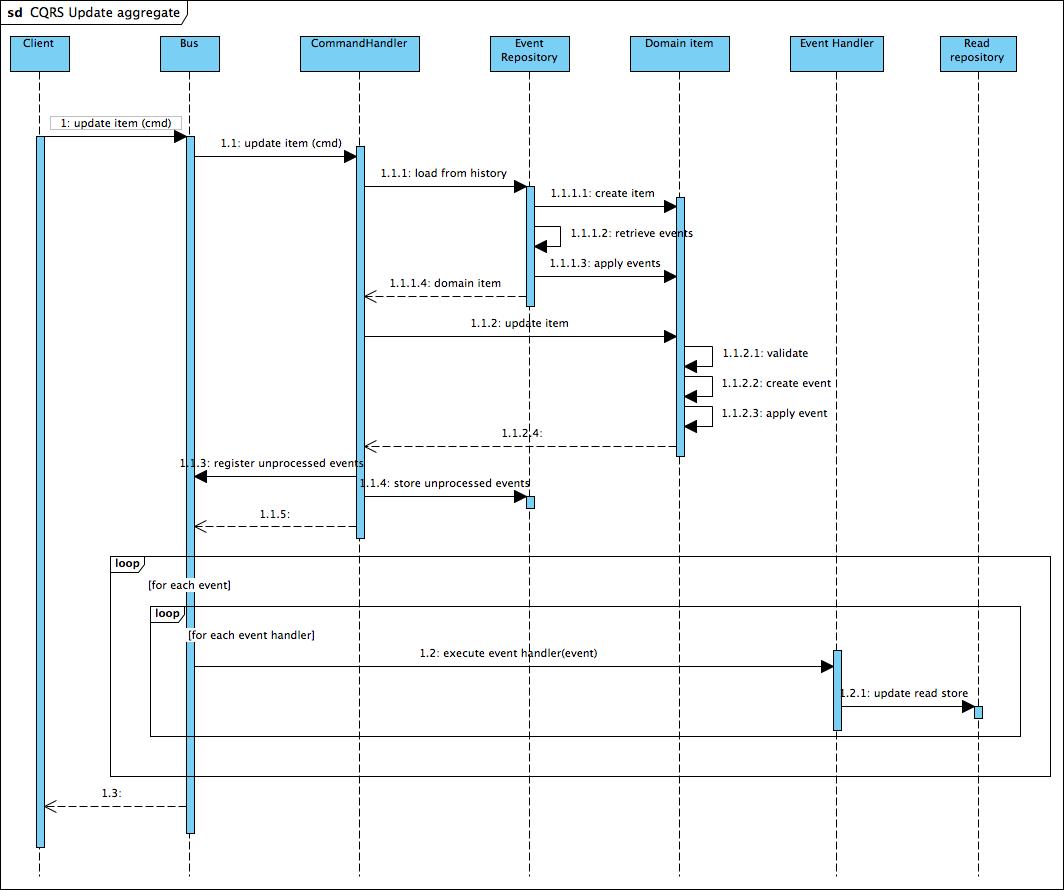 sd CQRS Update aggregate
Client
Bus
CommandHandler
Event
Repository
Domain item
Event Handler
Read
repository
1: update item (cmd)
1.1: update item (cmd)
1.1.1: load from history
1.1.1.1: create item
1.1.1.2: retrieve events
1.1.1.3: apply events
1.1.1.4: domain item
1.1.2: update item
1.1.2.1: validate
1.1.2.2: create event
1.1.2.3: apply event
1.1.2.4:
1.1.3: register unprocessed events
1.1.4: store unprocessed events
1.1.5:
loop
[for each event]
loop
[for each event handler]
1.2: execute event handler(event)
1.2.1: update read store
1.3: